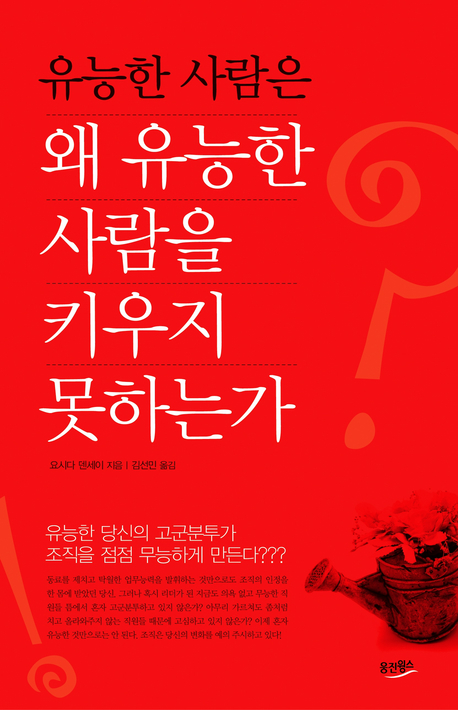 유능한 사람은
왜 유능한
사람을
키우지
못하는가
요시다 덴세이 지음 | 김선민 옮김
유능한 당신의 고군분투가
조직을 점점 무능하게 만든다???
동료를 제치고 탁월한 업무능력을 발휘하는 것만으로도 조직의 인정을
한 몸에 받았던 당신, 그러나 혹시 리더가 된 지금도 의욕 없고 무능한 직
원들 틈에서 혼자 고군분투하고 있지 않은가? 아무리 가르쳐도 좀처럼
치고 올라와주지 않는 직원들 때문에 고심하고 있지 않은가? 이제 혼자
유능한 것만으로는 안 된다. 조직은 당신의 변화를 예의 주시하고 있다!
웅진윙스